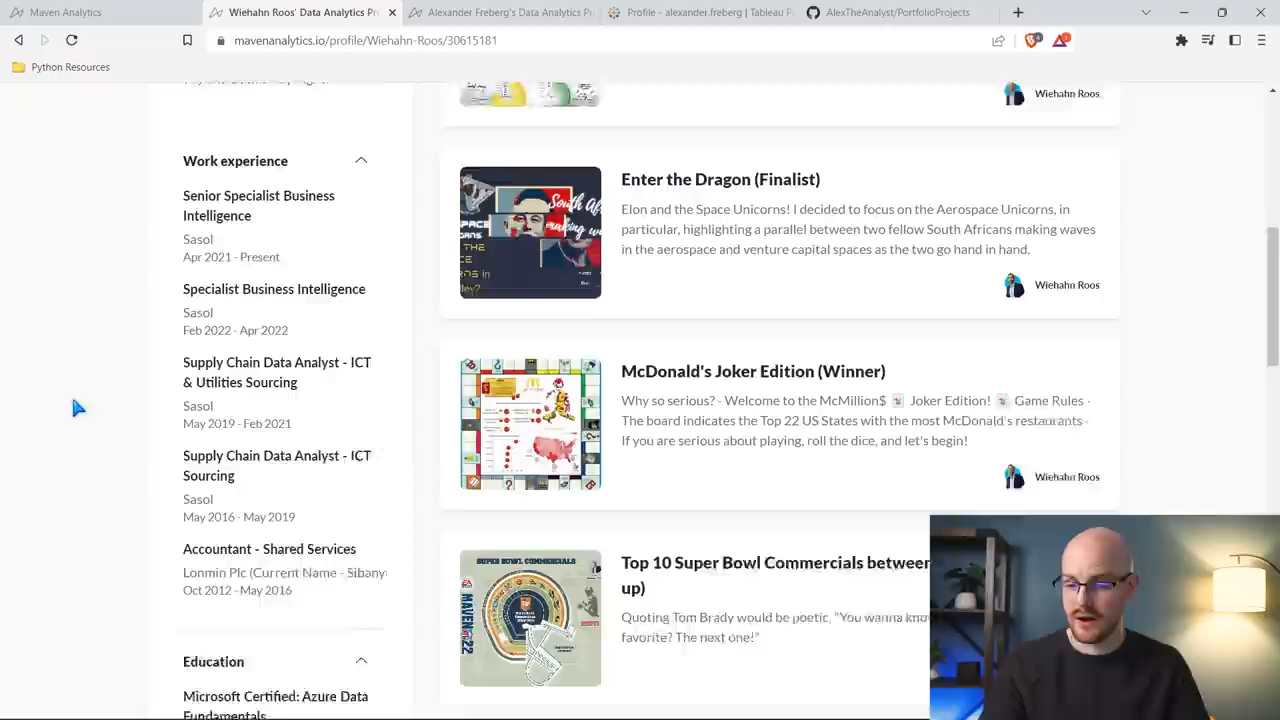 Maven Analytics
Wiehahn Roos' Data Analytics Pr
Alexander Freberg's Data Analytics Pr
Profile - alexander.freberg | Tableau P
AlexTheAnalyst/PortfolioProjects
mavenanalytics.io/profile/Wiehahn-Roos/30615181
Python Resources
Work experience
Senior Specialist Business
Intelligence
Sasol
Apr 2021 - Present
Specialist Business Intelligence
Sasol
Feb 2022 - Apr 2022
Supply Chain Data Analyst - ICT
& Utilities Sourcing
Sasol
May 2019 - Feb 2021
Supply Chain Data Analyst - ICT
Sourcing
Sasol
May 2016 - May 2019
Accountant - Shared Services
Lonmin Plc (Current Name - Sibany
Oct 2012 - May 2016
Education
Microsoft Certified: Azure Data
Fundamentals
Wiehahn Roos
Enter the Dragon (Finalist)
Elon and the Space Unicorns! I decided to focus on the Aerospace Unicorns, in
particular, highlighting a parallel between two fellow South Africans making waves
in the aerospace and venture capital spaces as the two go hand in hand.
Wiehahn Roos
McDonald's Joker Edition (Winner)
Why so serious? - Welcome to the McMillion$ 🃏 Joker Edition! 🃏 Game Rules -
The board indicates the Top 22 US States with the most McDonald's restaurants
If you are serious about playing, roll the dice, and let's begin!
Wiehahn Roos
Top 10 Super Bowl Commercials between
up)
Quoting Tom Brady would be poetic, "You wanna kno
favorite? The next one!"
SUPER BOWL COMMERCIALS
MAVEN 22